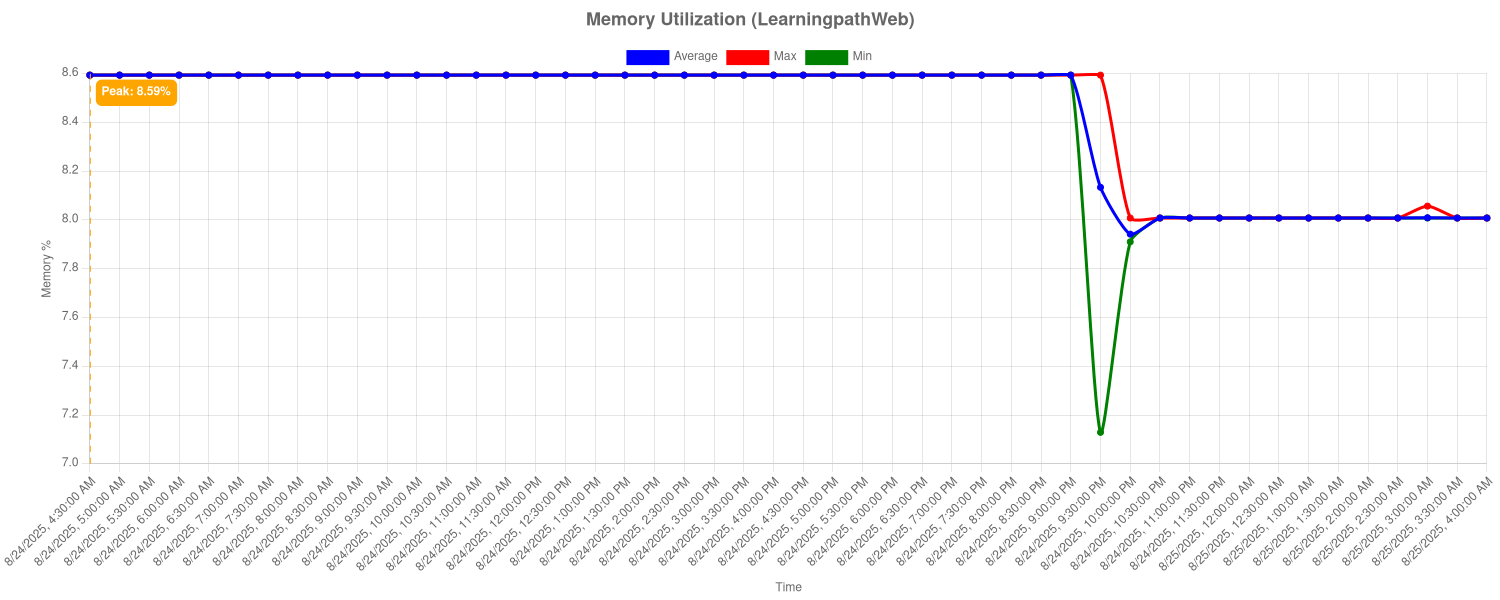 Memory Utilization (LearningpathWeb)
Average Max Min
8.6
Peak: 8.59%
8.4
8.2
8.0
7.8
7.6
7.4
7.2
7.0
Memory %
8/24/2025, 4:30:00 AM
8/24/2025, 5:00:00 AM
8/24/2025, 5:30:00 AM
8/24/2025, 6:00:00 AM
8/24/2025, 6:30:00 AM
8/24/2025, 7:00:00 AM
8/24/2025, 7:30:00 AM
8/24/2025, 8:00:00 AM
8/24/2025, 8:30:00 AM
8/24/2025, 9:00:00 AM
8/24/2025, 9:30:00 AM
8/24/2025, 10:00:00 AM
8/24/2025, 10:30:00 AM
8/24/2025, 11:00:00 AM
8/24/2025, 11:30:00 AM
8/24/2025, 12:00:00 PM
8/24/2025, 12:30:00 PM
8/24/2025, 1:00:00 PM
8/24/2025, 1:30:00 PM
8/24/2025, 2:00:00 PM
8/24/2025, 2:30:00 PM
8/24/2025, 3:00:00 PM
8/24/2025, 3:30:00 PM
8/24/2025, 4:00:00 PM
8/24/2025, 4:30:00 PM
8/24/2025, 5:00:00 PM
8/24/2025, 5:30:00 PM
8/24/2025, 6:00:00 PM
8/24/2025, 6:30:00 PM
8/24/2025, 7:00:00 PM
8/24/2025, 7:30:00 PM
8/24/2025, 8:00:00 PM
8/24/2025, 8:30:00 PM
8/24/2025, 9:00:00 PM
8/24/2025, 9:30:00 PM
8/24/2025, 10:00:00 PM
8/24/2025, 10:30:00 PM
8/24/2025, 11:00:00 PM
8/24/2025, 11:30:00 PM
8/25/2025, 12:00:00 AM
8/25/2025, 12:30:00 AM
8/25/2025, 1:00:00 AM
8/25/2025, 1:30:00 AM
8/25/2025, 2:00:00 AM
8/25/2025, 2:30:00 AM
8/25/2025, 3:00:00 AM
8/25/2025, 3:30:00 AM
8/25/2025, 4:00:00 AM
Time